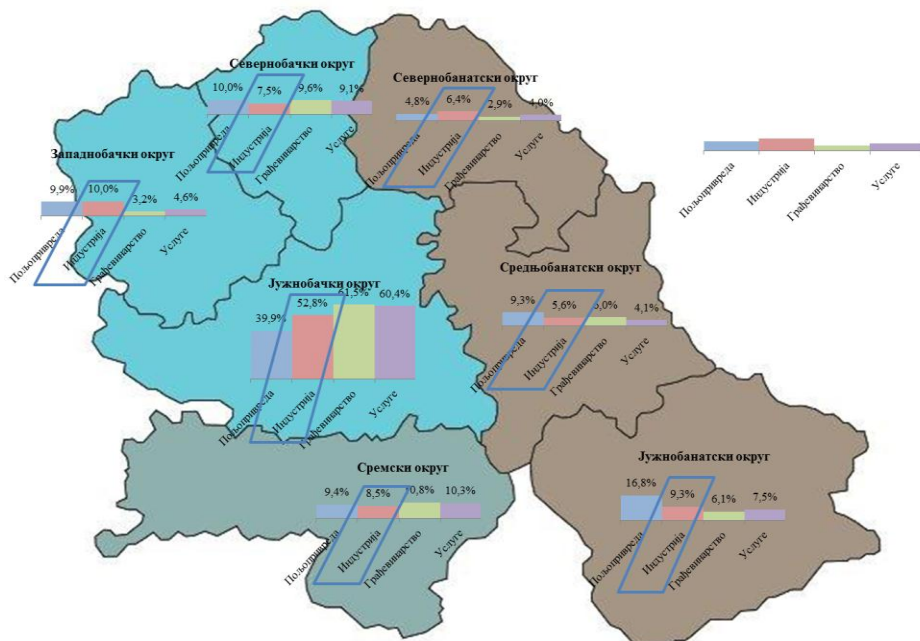 Севернобачки округ
10,0% 7,5% 9,6% 9,1%
Пољопривреда Индустрија Грађевинарство Услуге
Севернобанатски округ
4,8% 6,4% 2,9% 4,0%
Пољопривреда Индустрија Грађевинарство Услуге
Пољопривреда Индустрија Грађевинарство Услуге
Западнобачки округ
9,9% 10,0% 3,2% 4,6%
Пољопривреда Индустрија Грађевинарство Услуге
Јужнобачки округ
39,9% 52,8% 61,5% 60,4%
Пољопривреда Индустрија Грађевинарство Услуге
Средњобанатски округ
9,3% 5,6% 6,0% 4,1%
Пољопривреда Индустрија Грађевинарство Услуге
Сремски округ
9,4% 8,5% 10,3%
Пољопривреда Индустрија Грађевинарство Услуге
Јужнобанатски округ
16,8% 9,3% 6,1% 7,5%
Пољопривреда Индустрија Грађевинарство Услуге